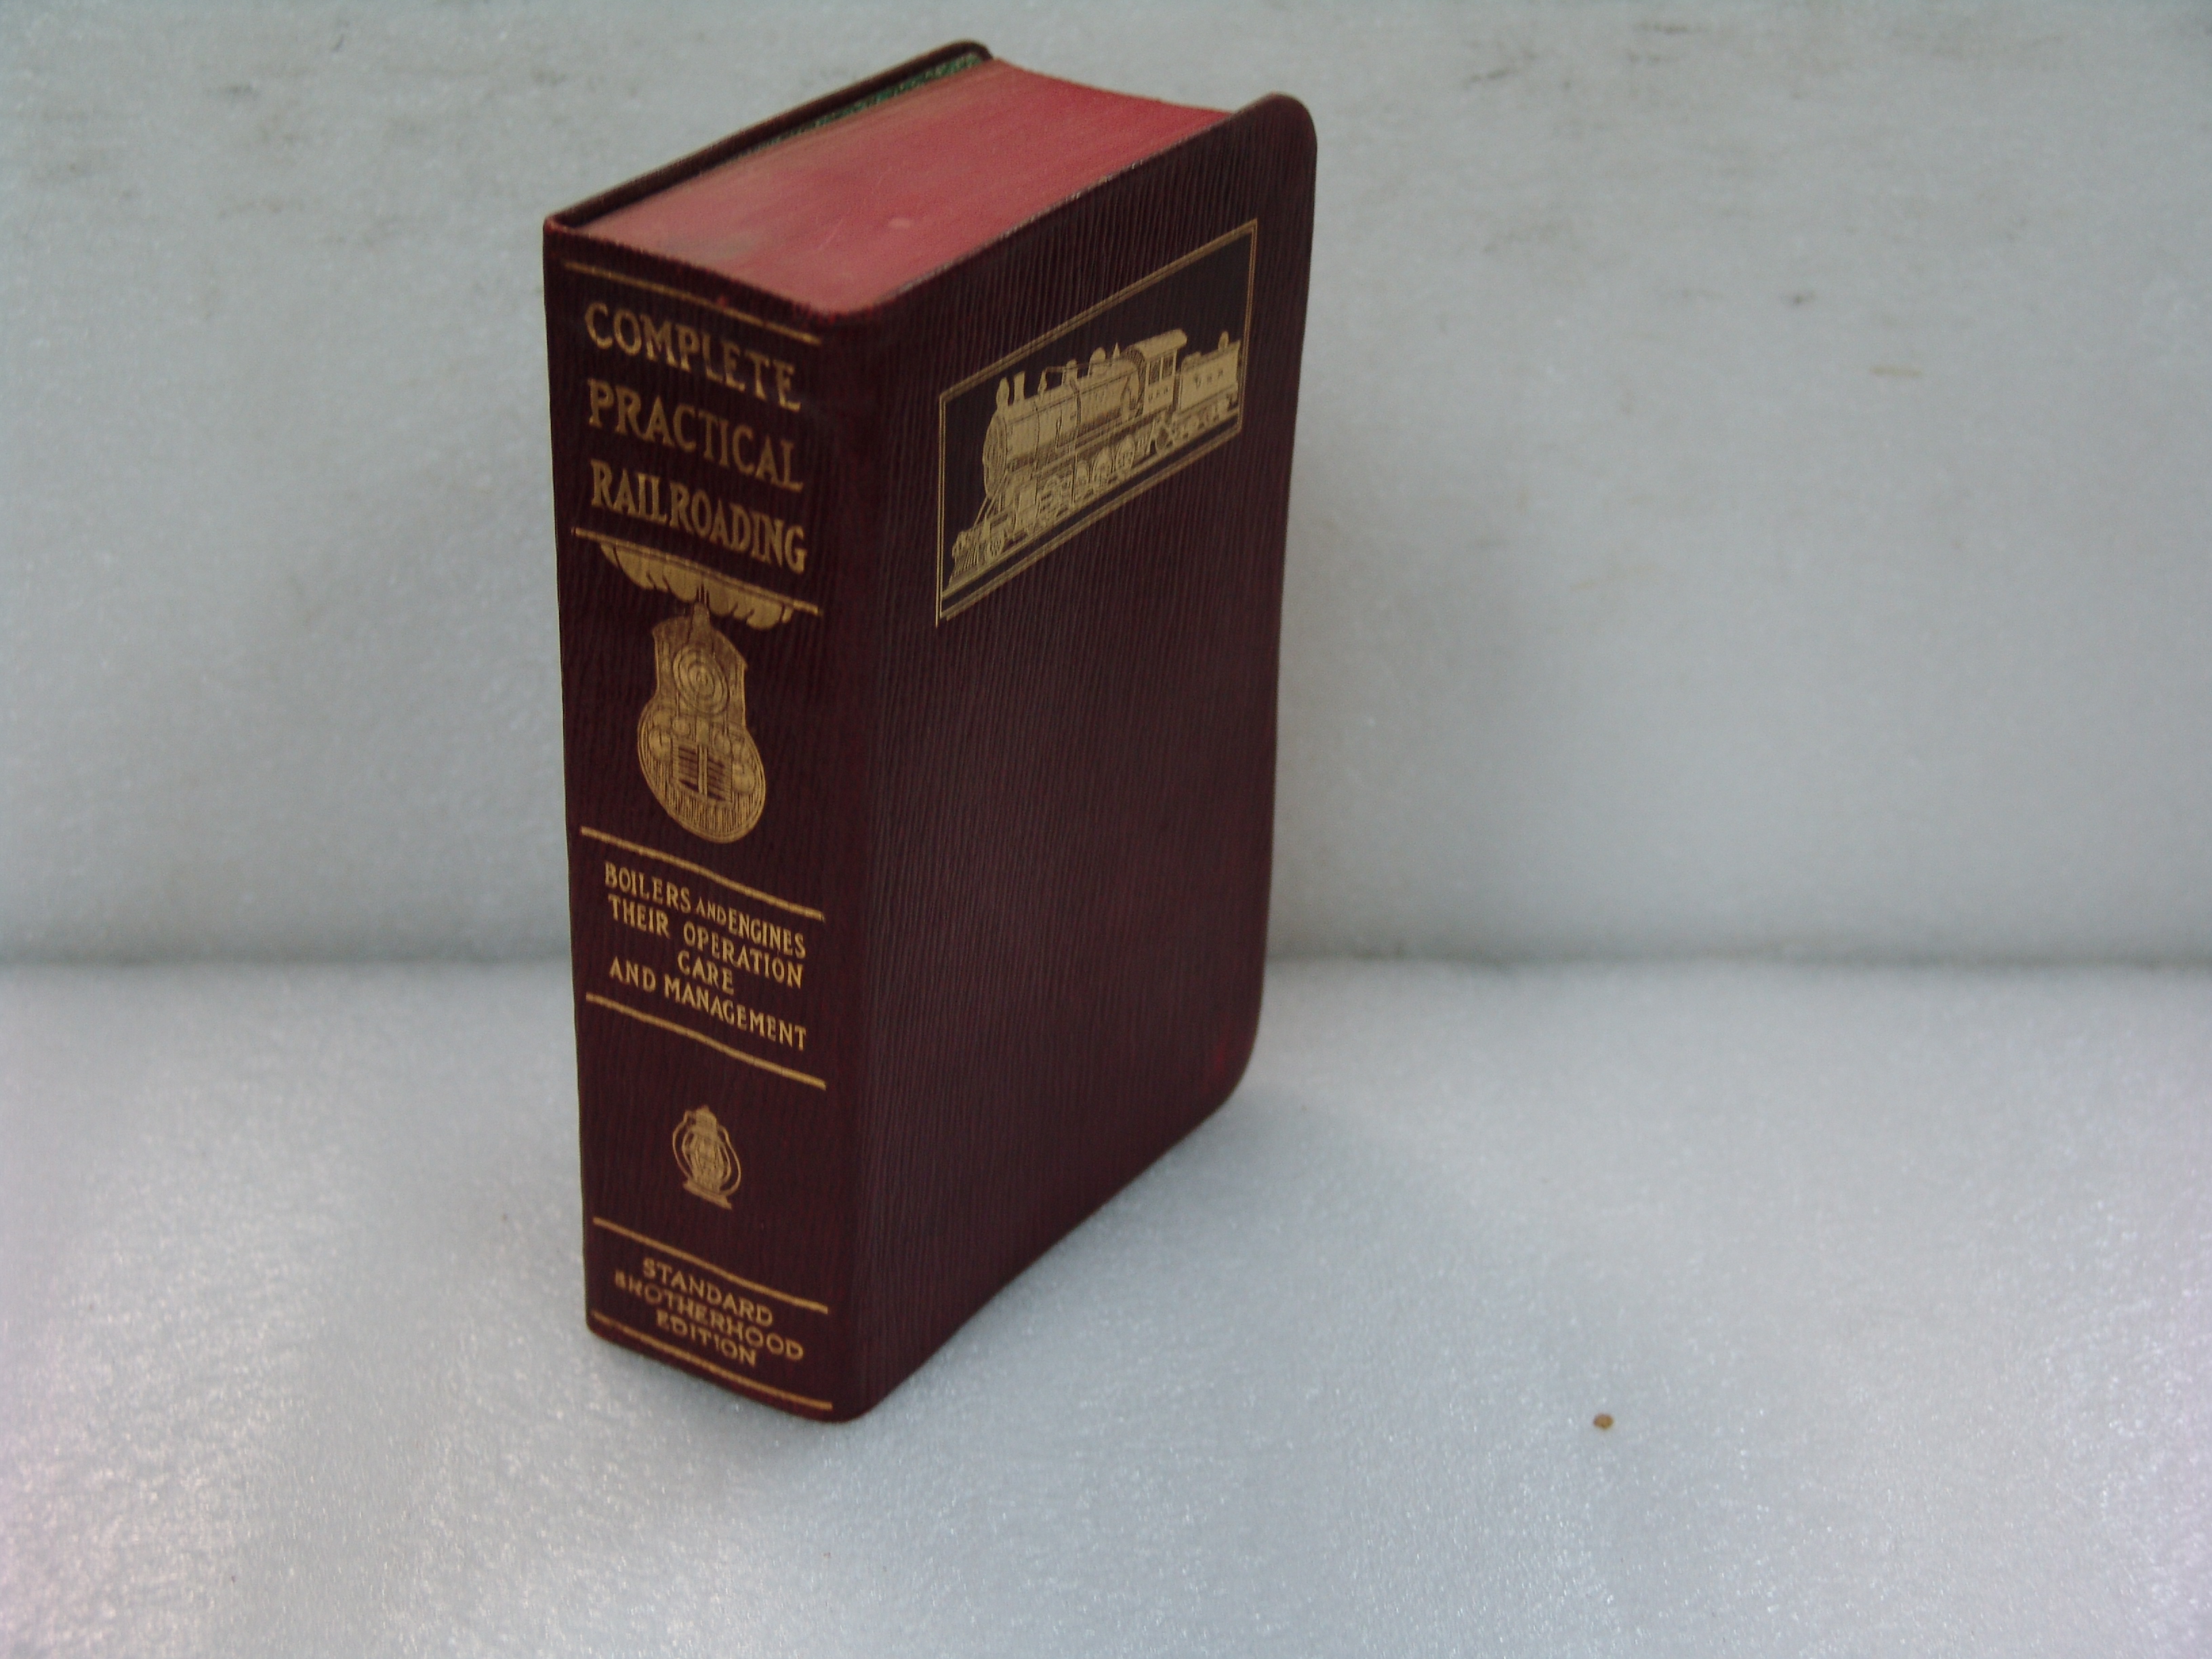 COMPLETE
PRACTICAL
RAILROADING
BOILERS AND ENGINES
THEIR OPERATION
CARE
AND MANAGEMENT
STANDARD
BROTHERHOOD
EDITION